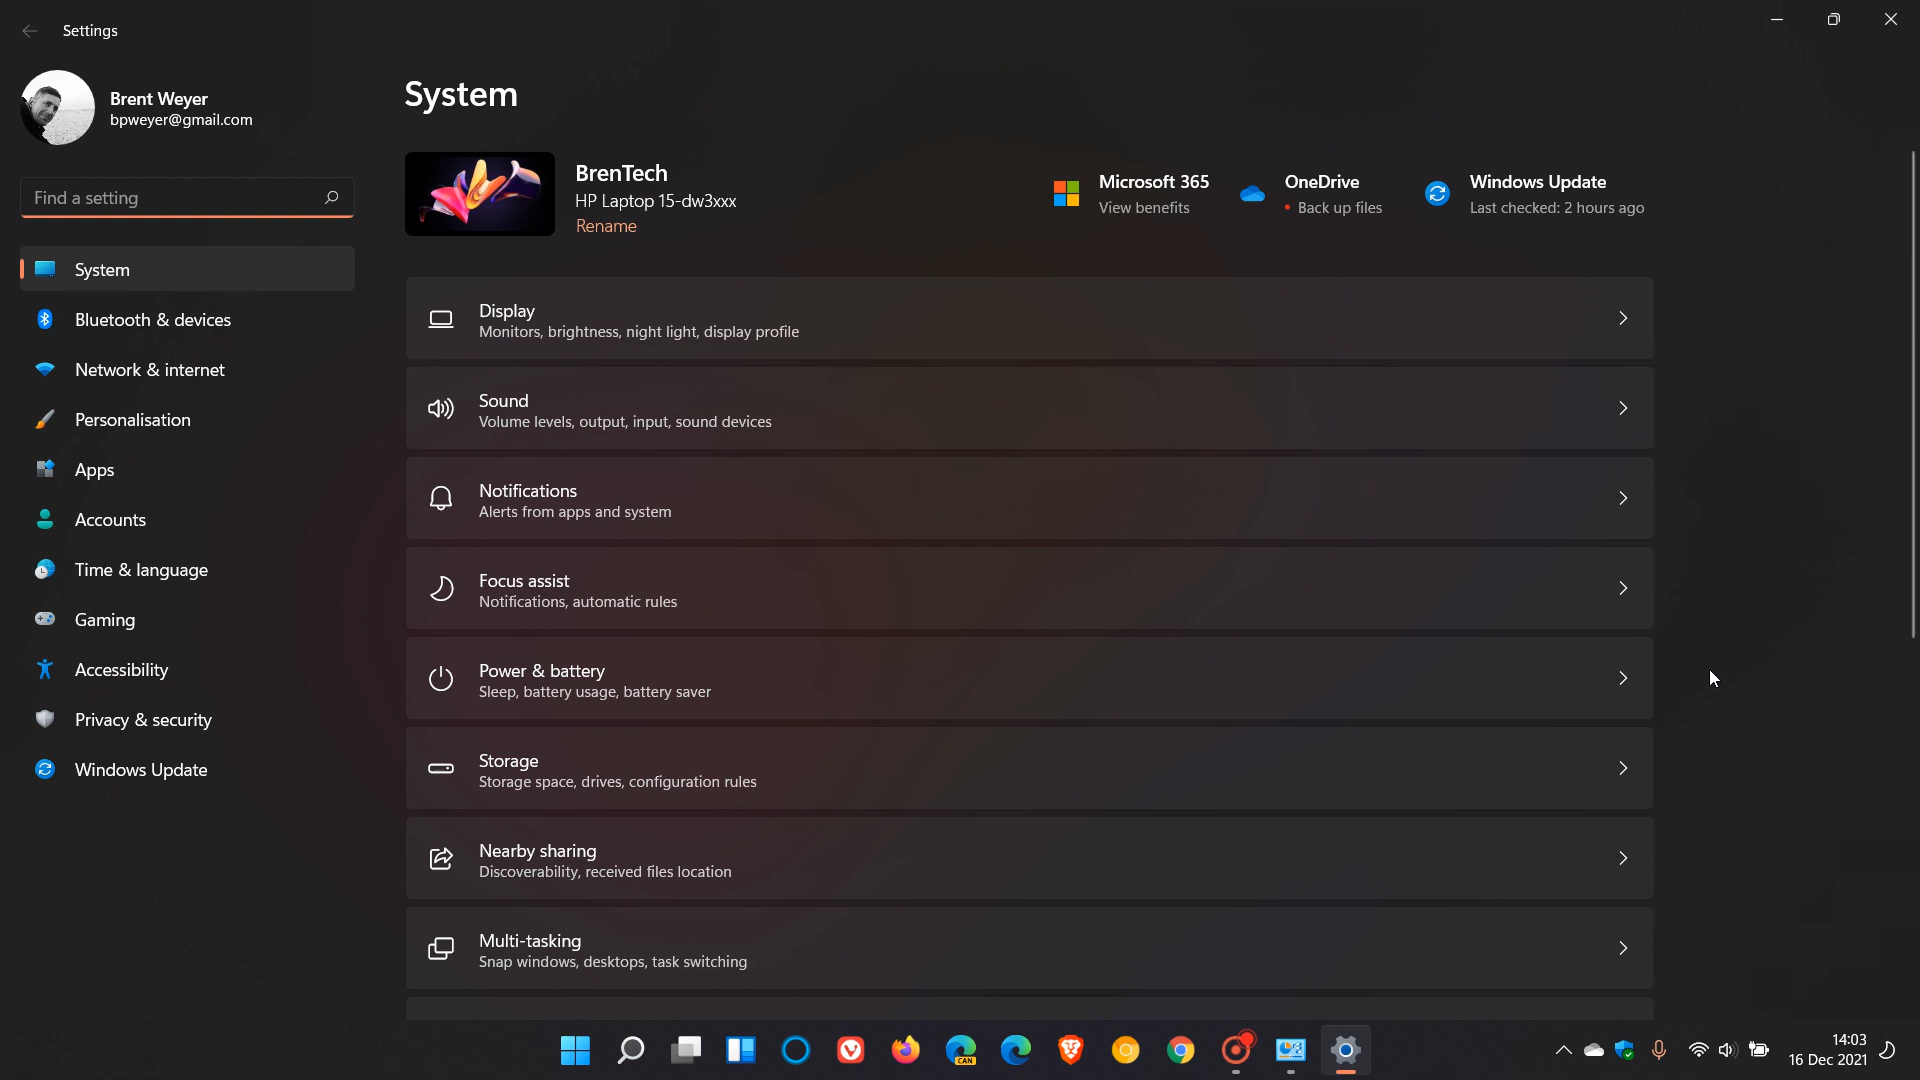 Settings
Brent Weyer
bpweyer@gmail.com
Find a setting
System
Bluetooth & devices
Network & internet
Personalisation
Apps
Accounts
Time & language
Gaming
Accessibility
Privacy & security
Windows Update
System
BrenTech
HP Laptop 15-dw3xxx
Rename
Microsoft 365
View benefits
OneDrive
• Back up files
Windows Update
Last checked: 2 hours ago
Display
Monitors, brightness, night light, display profile
Sound
Volume levels, output, input, sound devices
Notifications
Alerts from apps and system
Focus assist
Notifications, automatic rules
Power & battery
Sleep, battery usage, battery saver
Storage
Storage space, drives, configuration rules
Nearby sharing
Discoverability, received files location
Multi-tasking
Snap windows, desktops, task switching
CAN
14:03
16 Dec 2021